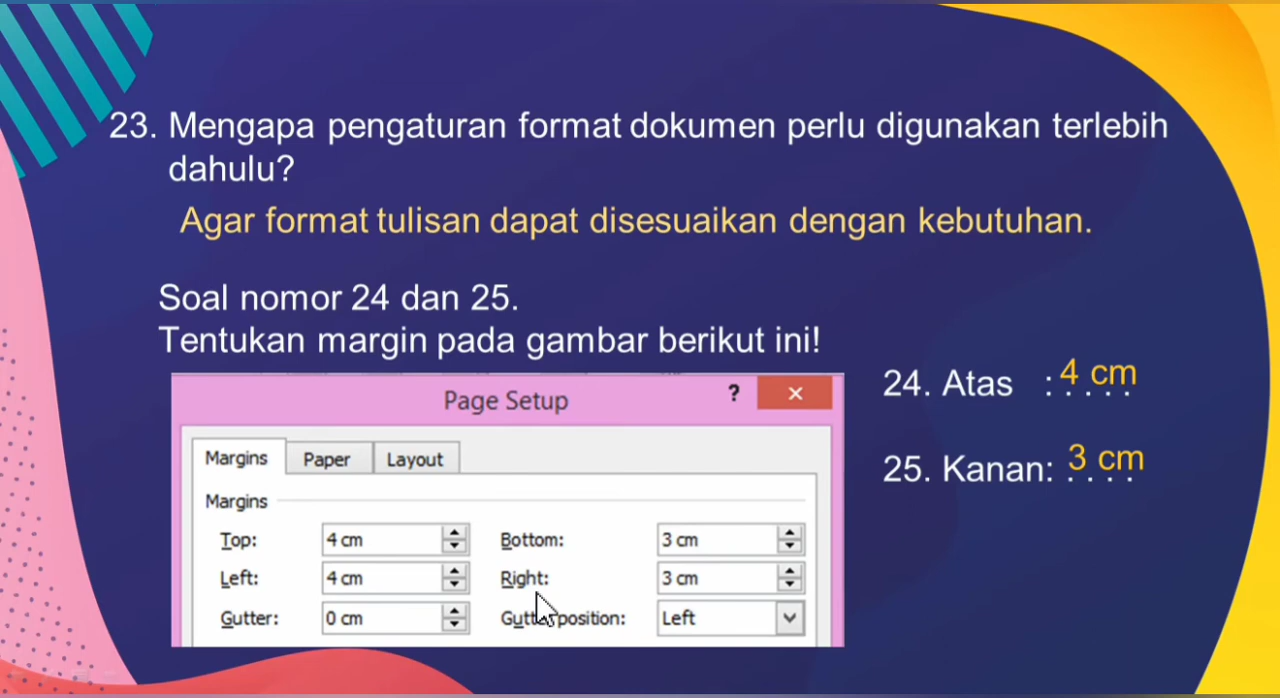 23. Mengapa pengaturan format dokumen perlu digunakan terlebih
dahulu?
Agar format tulisan dapat disesuaikan dengan kebutuhan.
Soal nomor 24 dan 25.
Tentukan margin pada gambar berikut ini!
Page Setup ? ×
Margins Paper Layout
Margins
Top: 4 cm Bottom: 3 cm
Left: 4 cm Right: 3 cm
Gutter: 0 cm Gutter position: Left
24. Atas : 4 cm
25. Kanan: 3 cm